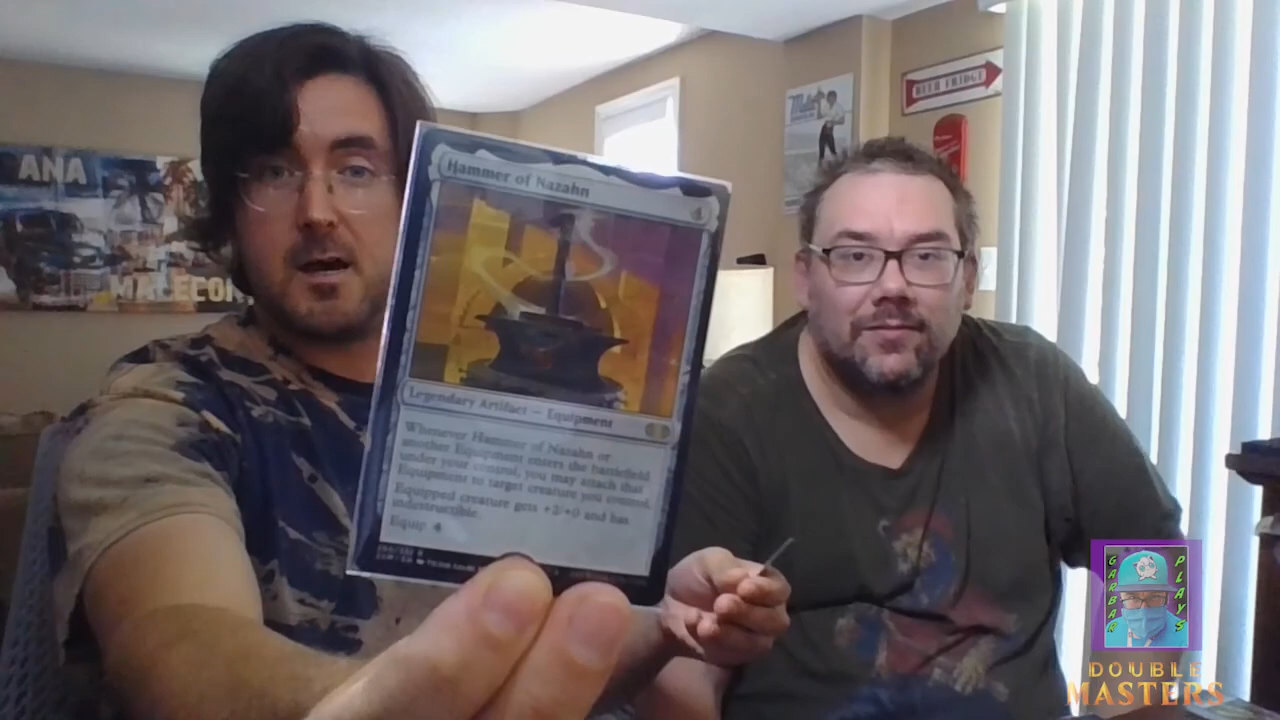 ANA
MALECON
Miller
BEER FRIDGE
Hammer of Nazahn
4
Legendary Artifact — Equipment
Whenever Hammer of Nazahn or
another Equipment enters the battlefield
under your control, you may attach that
Equipment to target creature you control.
Equipped creature gets +2/+0 and has
indestructible.
Equip 4
GARBAR
PLAYS
DOUBLE
MASTERS